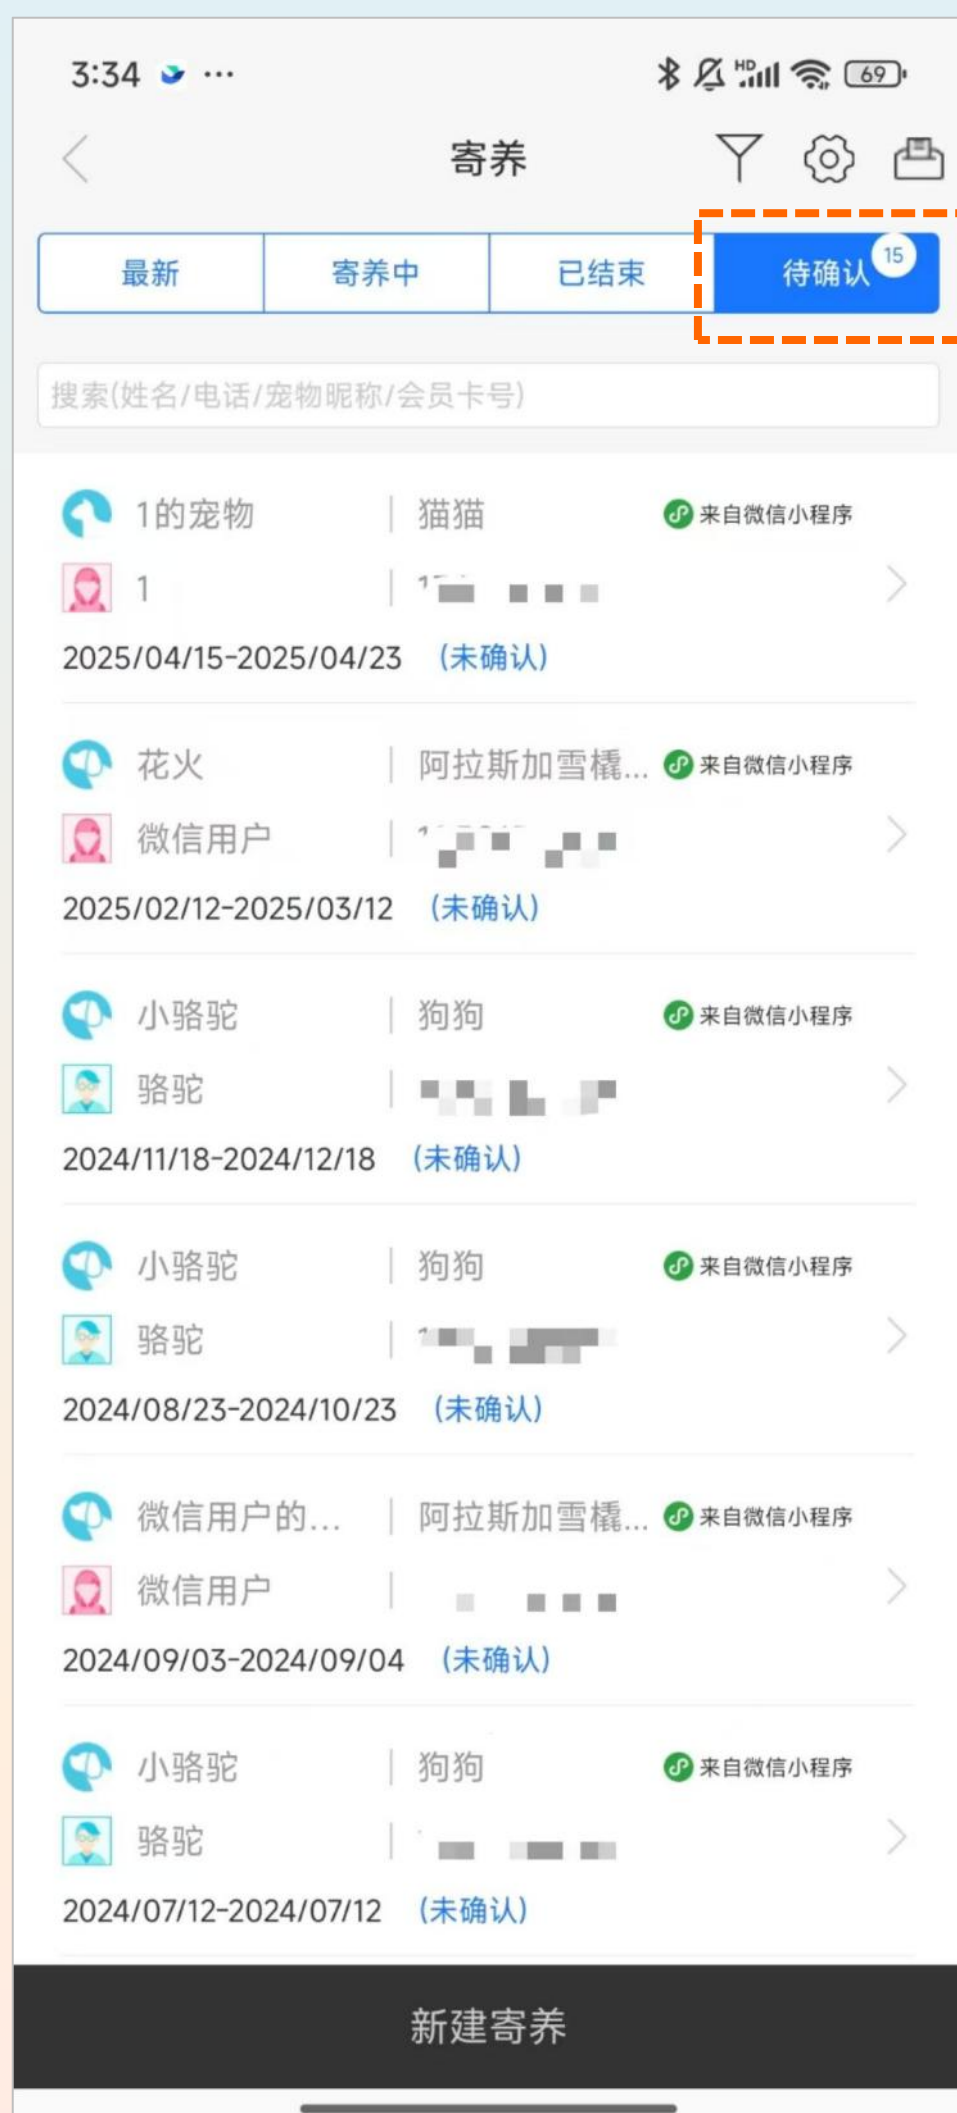 3:34 ... HD 69
寄养
最新 寄养中 已结束 待确认 15
搜索(姓名/电话/宠物昵称/会员卡号)
1的宠物 | 猫猫 来自微信小程序
1
2025/04/15-2025/04/23 (未确认)
花火 | 阿拉斯加雪橇... 来自微信小程序
微信用户
2025/02/12-2025/03/12 (未确认)
小骆驼 | 狗狗 来自微信小程序
骆驼
2024/11/18-2024/12/18 (未确认)
小骆驼 | 狗狗 来自微信小程序
骆驼
2024/08/23-2024/10/23 (未确认)
微信用户的... | 阿拉斯加雪橇... 来自微信小程序
微信用户
2024/09/03-2024/09/04 (未确认)
小骆驼 | 狗狗 来自微信小程序
骆驼
2024/07/12-2024/07/12 (未确认)
新建寄养